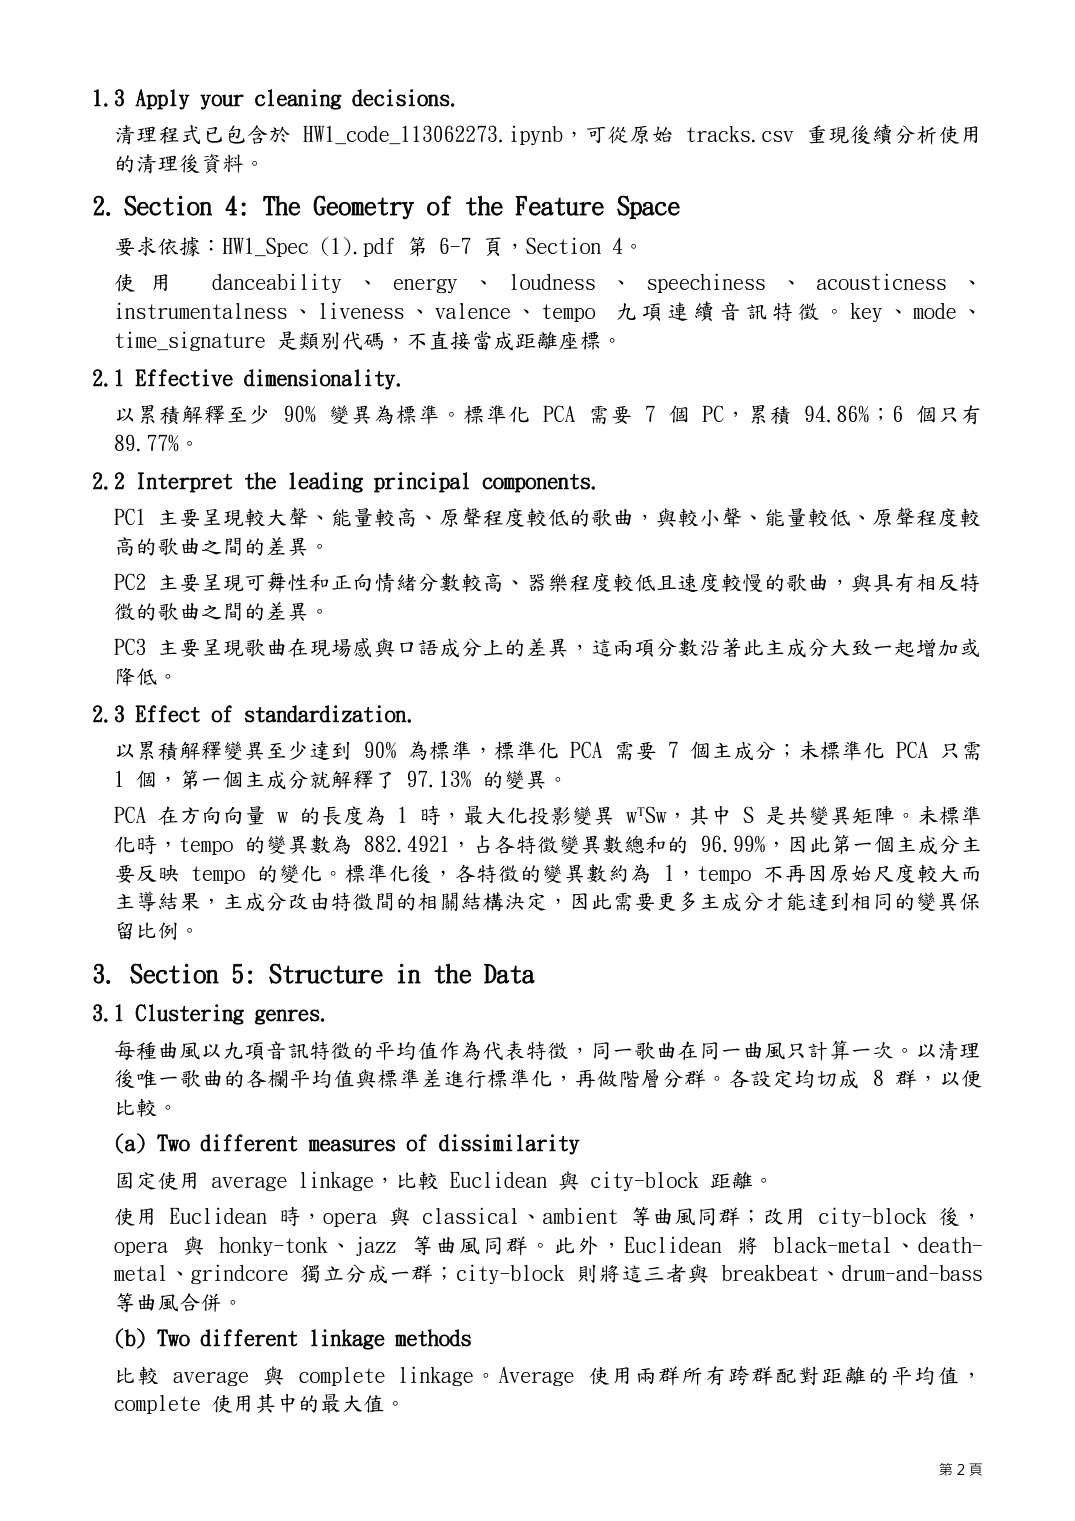 1.3 Apply your cleaning decisions.
清理程式已包含於 HW1_code_113062273.ipynb，可從原始 tracks.csv 重現後續分析使用
的清理後資料。
2. Section 4: The Geometry of the Feature Space
要求依據：HW1_Spec (1).pdf 第 6-7 頁，Section 4。
使用 danceability、energy、loudness、speechiness、acousticness、
instrumentalness、liveness、valence、tempo 九項連續音訊特徵。key、mode、
time_signature 是類別代碼，不直接當成距離座標。
2.1 Effective dimensionality.
以累積解釋至少 90% 變異為標準。標準化 PCA 需要 7 個 PC，累積 94.86%；6 個只有
89.77%。
2.2 Interpret the leading principal components.
PC1 主要呈現較大聲、能量較高、原聲程度較低的歌曲，與較小聲、能量較低、原聲程度較
高的歌曲之間的差異。
PC2 主要呈現可舞性和正向情緒分數較高、器樂程度較低且速度較慢的歌曲，與具有相反特
徵的歌曲之間的差異。
PC3 主要呈現歌曲在現場感與口語成分上的差異，這兩項分數沿著此主成分大致一起增加或
降低。
2.3 Effect of standardization.
以累積解釋變異至少達到 90% 為標準，標準化 PCA 需要 7 個主成分；未標準化 PCA 只需
1 個，第一個主成分就解釋了 97.13% 的變異。
PCA 在方向向量 w 的長度為 1 時，最大化投影變異 wᵀSw，其中 S 是共變異矩陣。未標準
化時，tempo 的變異數為 882.4921，占各特徵變異數總和的 96.99%，因此第一個主成分主
要反映 tempo 的變化。標準化後，各特徵的變異數約為 1，tempo 不再因原始尺度較大而
主導結果，主成分改由特徵間的相關結構決定，因此需要更多主成分才能達到相同的變異保
留比例。
3. Section 5: Structure in the Data
3.1 Clustering genres.
每種曲風以九項音訊特徵的平均值作為代表特徵，同一歌曲在同一曲風只計算一次。以清理
後唯一歌曲的各欄平均值與標準差進行標準化，再做階層分群。各設定均切成 8 群，以便
比較。
(a) Two different measures of dissimilarity
固定使用 average linkage，比較 Euclidean 與 city-block 距離。
使用 Euclidean 時，opera 與 classical、ambient 等曲風同群；改用 city-block 後，
opera 與 honky-tonk、jazz 等曲風同群。此外，Euclidean 將 black-metal、death-
metal、grindcore 獨立分成一群；city-block 則將這三者與 breakbeat、drum-and-bass
等曲風合併。
(b) Two different linkage methods
比較 average 與 complete linkage。Average 使用兩群所有跨群配對距離的平均值，
complete 使用其中的最大值。
第 2 頁